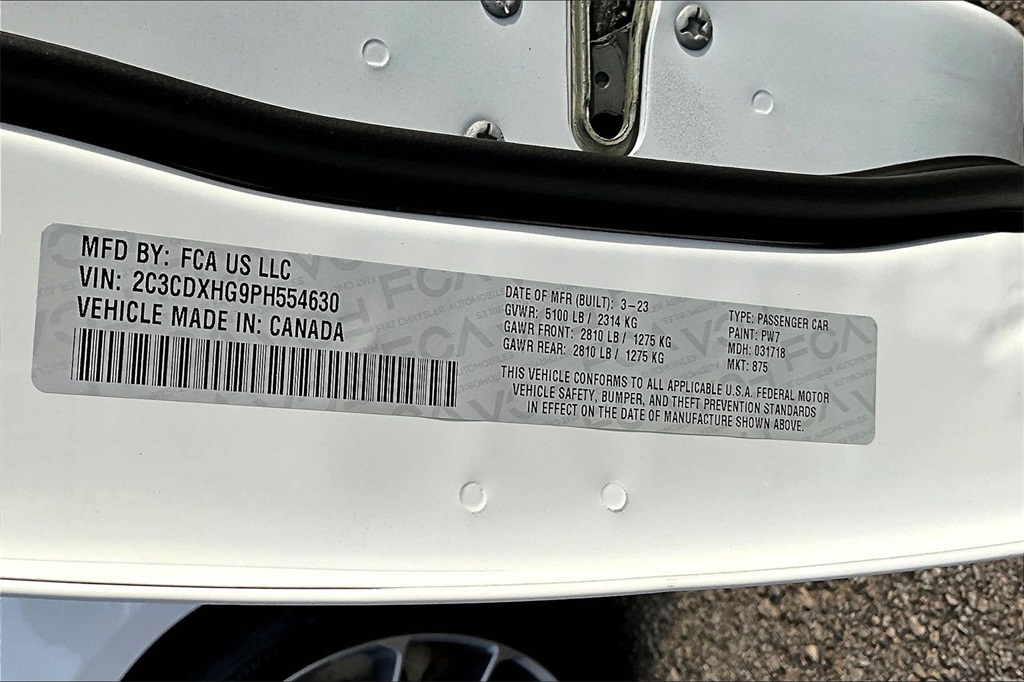 MFD BY: FCA US LLC
VIN: 2C3CDXHG9PH554630
VEHICLE MADE IN: CANADA
DATE OF MFR (BUILT): 3-23
GVWR: 5100 LB / 2314 KG
GAWR FRONT: 2810 LB / 1275 KG
GAWR REAR: 2810 LB / 1275 KG
TYPE: PASSENGER CAR
PAINT: PW7
MDH: 031718
MKT: 875
THIS VEHICLE CONFORMS TO ALL APPLICABLE U.S.A. FEDERAL MOTOR
VEHICLE SAFETY, BUMPER, AND THEFT PREVENTION STANDARDS
IN EFFECT ON THE DATE OF MANUFACTURE SHOWN ABOVE.